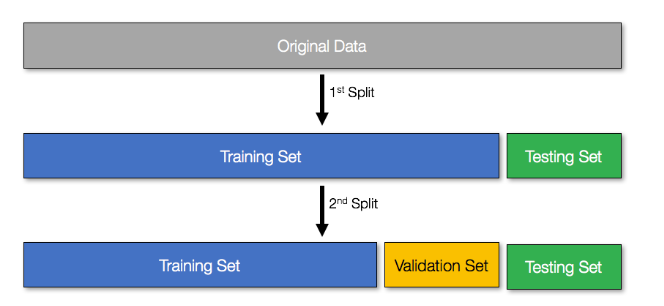 Original Data
1st Split
Training Set Testing Set
2nd Split
Training Set Validation Set Testing Set